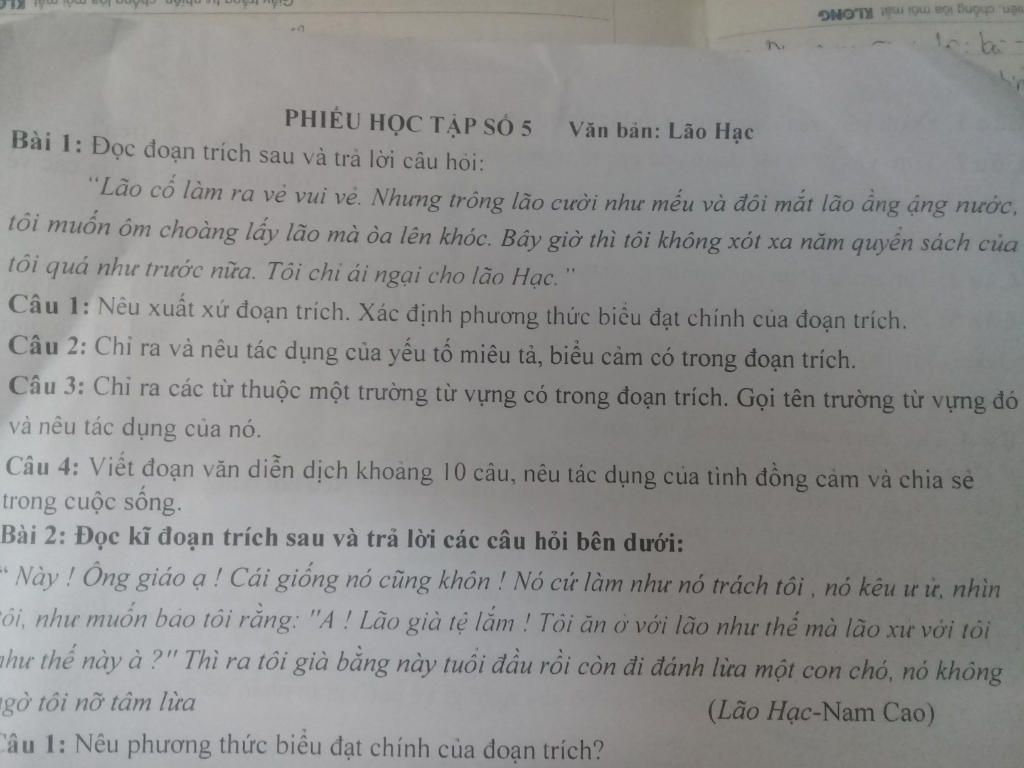 KLONG
PHIẾU HỌC TẬP SỐ 5 Văn bản: Lão Hạc
Bài 1: Đọc đoạn trích sau và trả lời câu hỏi:
“Lão cố làm ra vẻ vui vẻ. Nhưng trông lão cười như mếu và đôi mắt lão ầng ậng nước,
tôi muốn ôm choàng lấy lão mà òa lên khóc. Bây giờ thì tôi không xót xa năm quyển sách của
tôi quá như trước nữa. Tôi chỉ ái ngại cho lão Hạc.”
Câu 1: Nêu xuất xứ đoạn trích. Xác định phương thức biểu đạt chính của đoạn trích.
Câu 2: Chỉ ra và nêu tác dụng của yếu tố miêu tả, biểu cảm có trong đoạn trích.
Câu 3: Chỉ ra các từ thuộc một trường từ vựng có trong đoạn trích. Gọi tên trường từ vựng đó
và nêu tác dụng của nó.
Câu 4: Viết đoạn văn diễn dịch khoảng 10 câu, nêu tác dụng của tình đồng cảm và chia sẻ
trong cuộc sống.
Bài 2: Đọc kĩ đoạn trích sau và trả lời các câu hỏi bên dưới:
“ Này ! Ông giáo ạ ! Cái giống nó cũng khôn ! Nó cứ làm như nó trách tôi , nó kêu ư ử, nhìn
tôi, như muốn bảo tôi rằng: "A ! Lão già tệ lắm ! Tôi ăn ở với lão như thế mà lão xử với tôi
như thế này à ?" Thì ra tôi già bằng này tuổi đầu rồi còn đi đánh lừa một con chó, nó không
ngờ tôi nỡ tâm lừa (Lão Hạc-Nam Cao)
Câu 1: Nêu phương thức biểu đạt chính của đoạn trích?